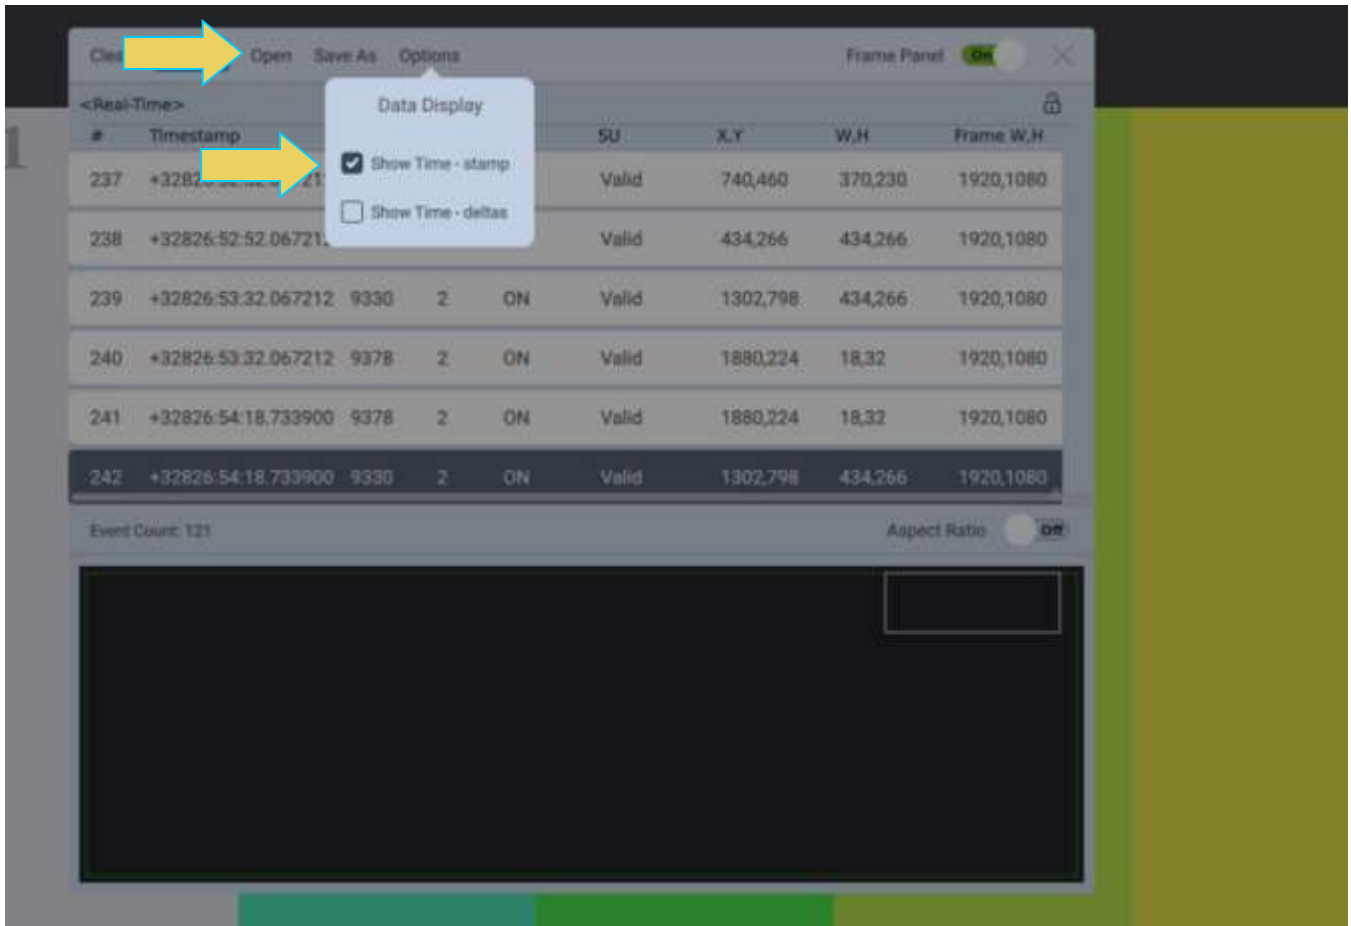 1
Open Save As Options Frame Panel On
<Real-Time>
Data Display
# Timestamp SU X,Y W,H Frame W,H
Show Time - stamp
237 Valid 740,460 370,230 1920,1080
Show Time - deltas
238 Valid 434,266 434,266 1920,1080
239 +32826:53:32.067212 9330 2 ON Valid 1302,798 434,266 1920,1080
240 +32826:53:32.067212 9378 2 ON Valid 1880,224 18,32 1920,1080
241 +32826:54:18.733900 9378 2 ON Valid 1880,224 18,32 1920,1080
242 +32826:54:18.733900 9330 2 ON Valid 1302,798 434,266 1920,1080
Event Count: 121 Aspect Ratio Off